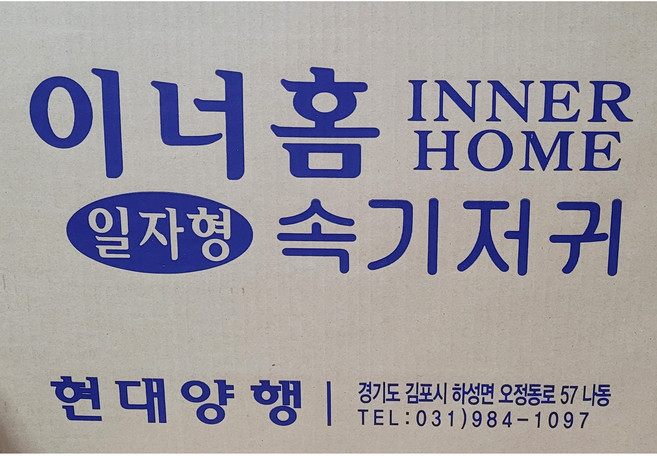 이너홈 INNER HOME
일자형 속기저귀
현대양행 | 경기도 김포시 하성면 오정동로 57 나동
TEL:031)984-1097